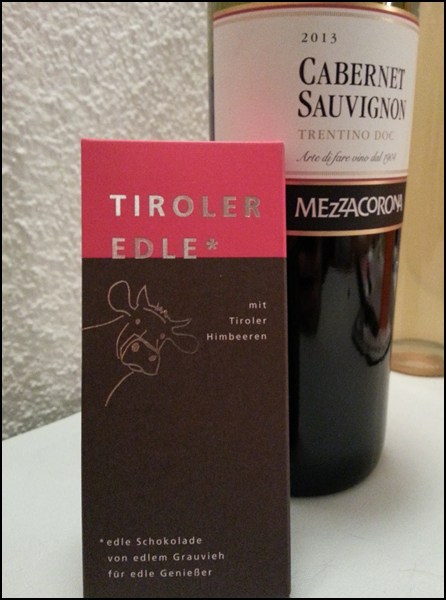 2013
CABERNET
SAUVIGNON
TRENTINO DOC
Arte di fare vino dal 1904
MEZZACORONA
TIROLER
EDLE*
mit
Tiroler
Himbeeren
*edle Schokolade
von edlem Grauvieh
für edle Genießer